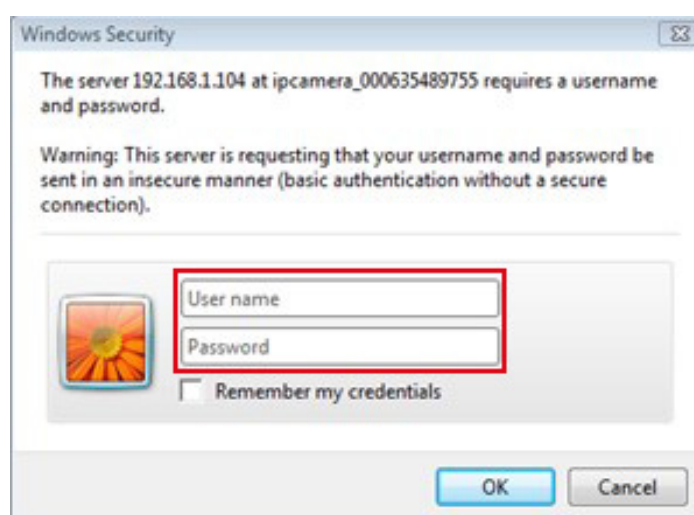 Windows Security
The server 192.168.1.104 at ipcamera_000635489755 requires a username
and password.
Warning: This server is requesting that your username and password be
sent in an insecure manner (basic authentication without a secure
connection).
User name
Password
Remember my credentials
OK Cancel